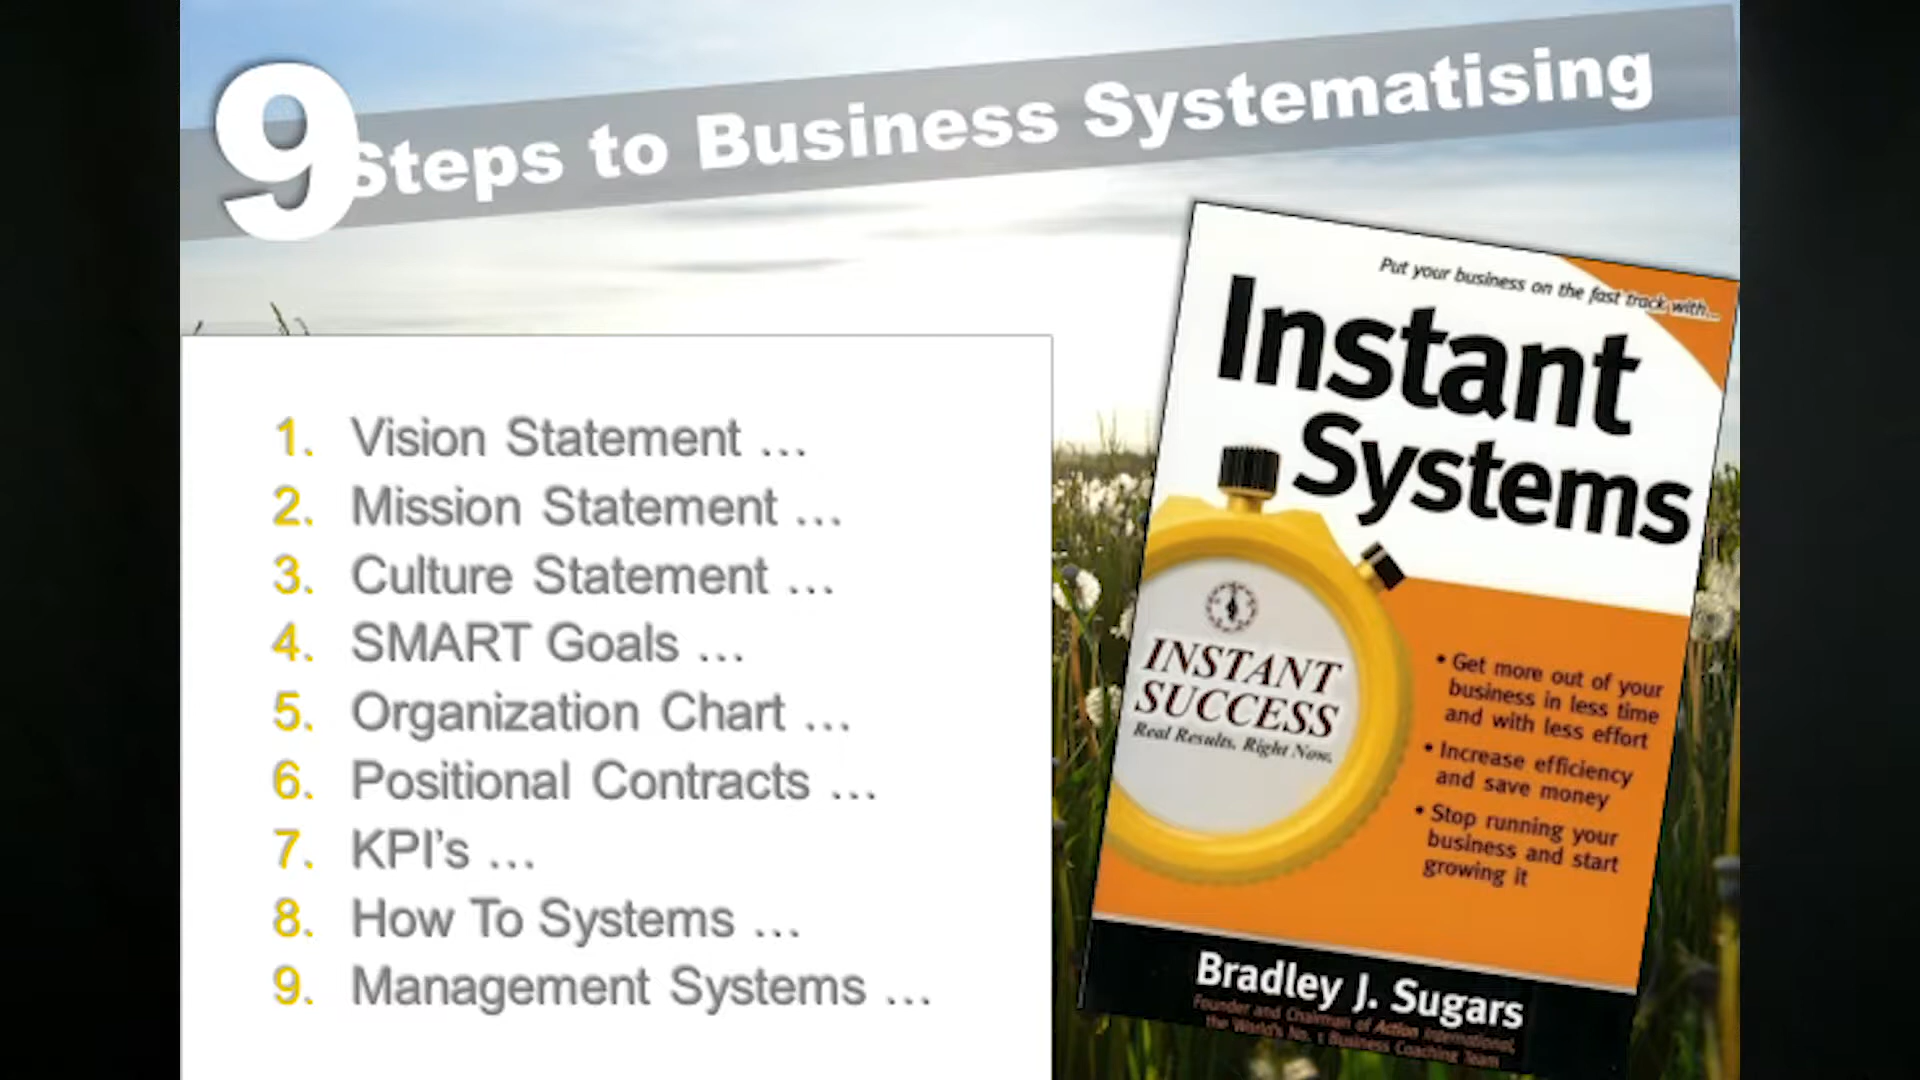 9 Steps to Business Systematising
1. Vision Statement …
2. Mission Statement …
3. Culture Statement …
4. SMART Goals …
5. Organization Chart …
6. Positional Contracts …
7. KPI’s …
8. How To Systems …
9. Management Systems …
Put your business on the fast track with...
Instant
Systems
INSTANT
SUCCESS
Real Results, Right Now.
• Get more out of your
business in less time
and with less effort
• Increase efficiency
and save money
• Stop running your
business and start
growing it
Bradley J. Sugars
Founder and Chairman of Action International,
the World's No. 1 Business Coaching Team